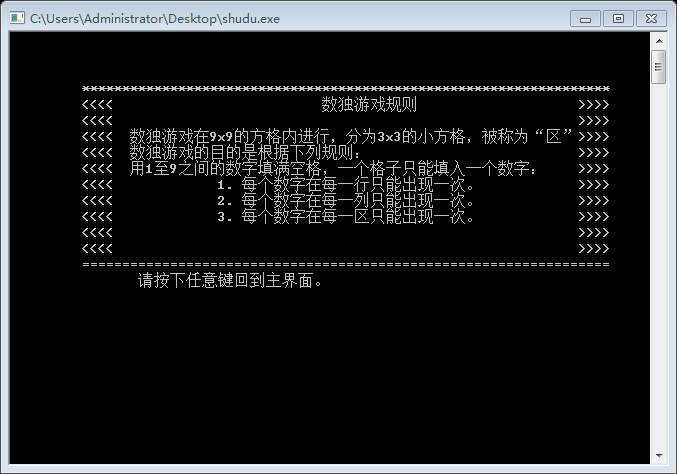 C:\Users\Administrator\Desktop\shudu.exe
******************************************************************
<<<< 数独游戏规则 >>>>
<<<< >>>>
<<<< 数独游戏在9x9的方格内进行，分为3x3的小方格，被称为“区” >>>>
<<<< 数独游戏的目的是根据下列规则： >>>>
<<<< 用1至9之间的数字填满空格，一个格子只能填入一个数字： >>>>
<<<< 1. 每个数字在每一行只能出现一次。 >>>>
<<<< 2. 每个数字在每一列只能出现一次。 >>>>
<<<< 3. 每个数字在每一区只能出现一次。 >>>>
<<<< >>>>
<<<< >>>>
==================================================================
请按下任意键回到主界面。